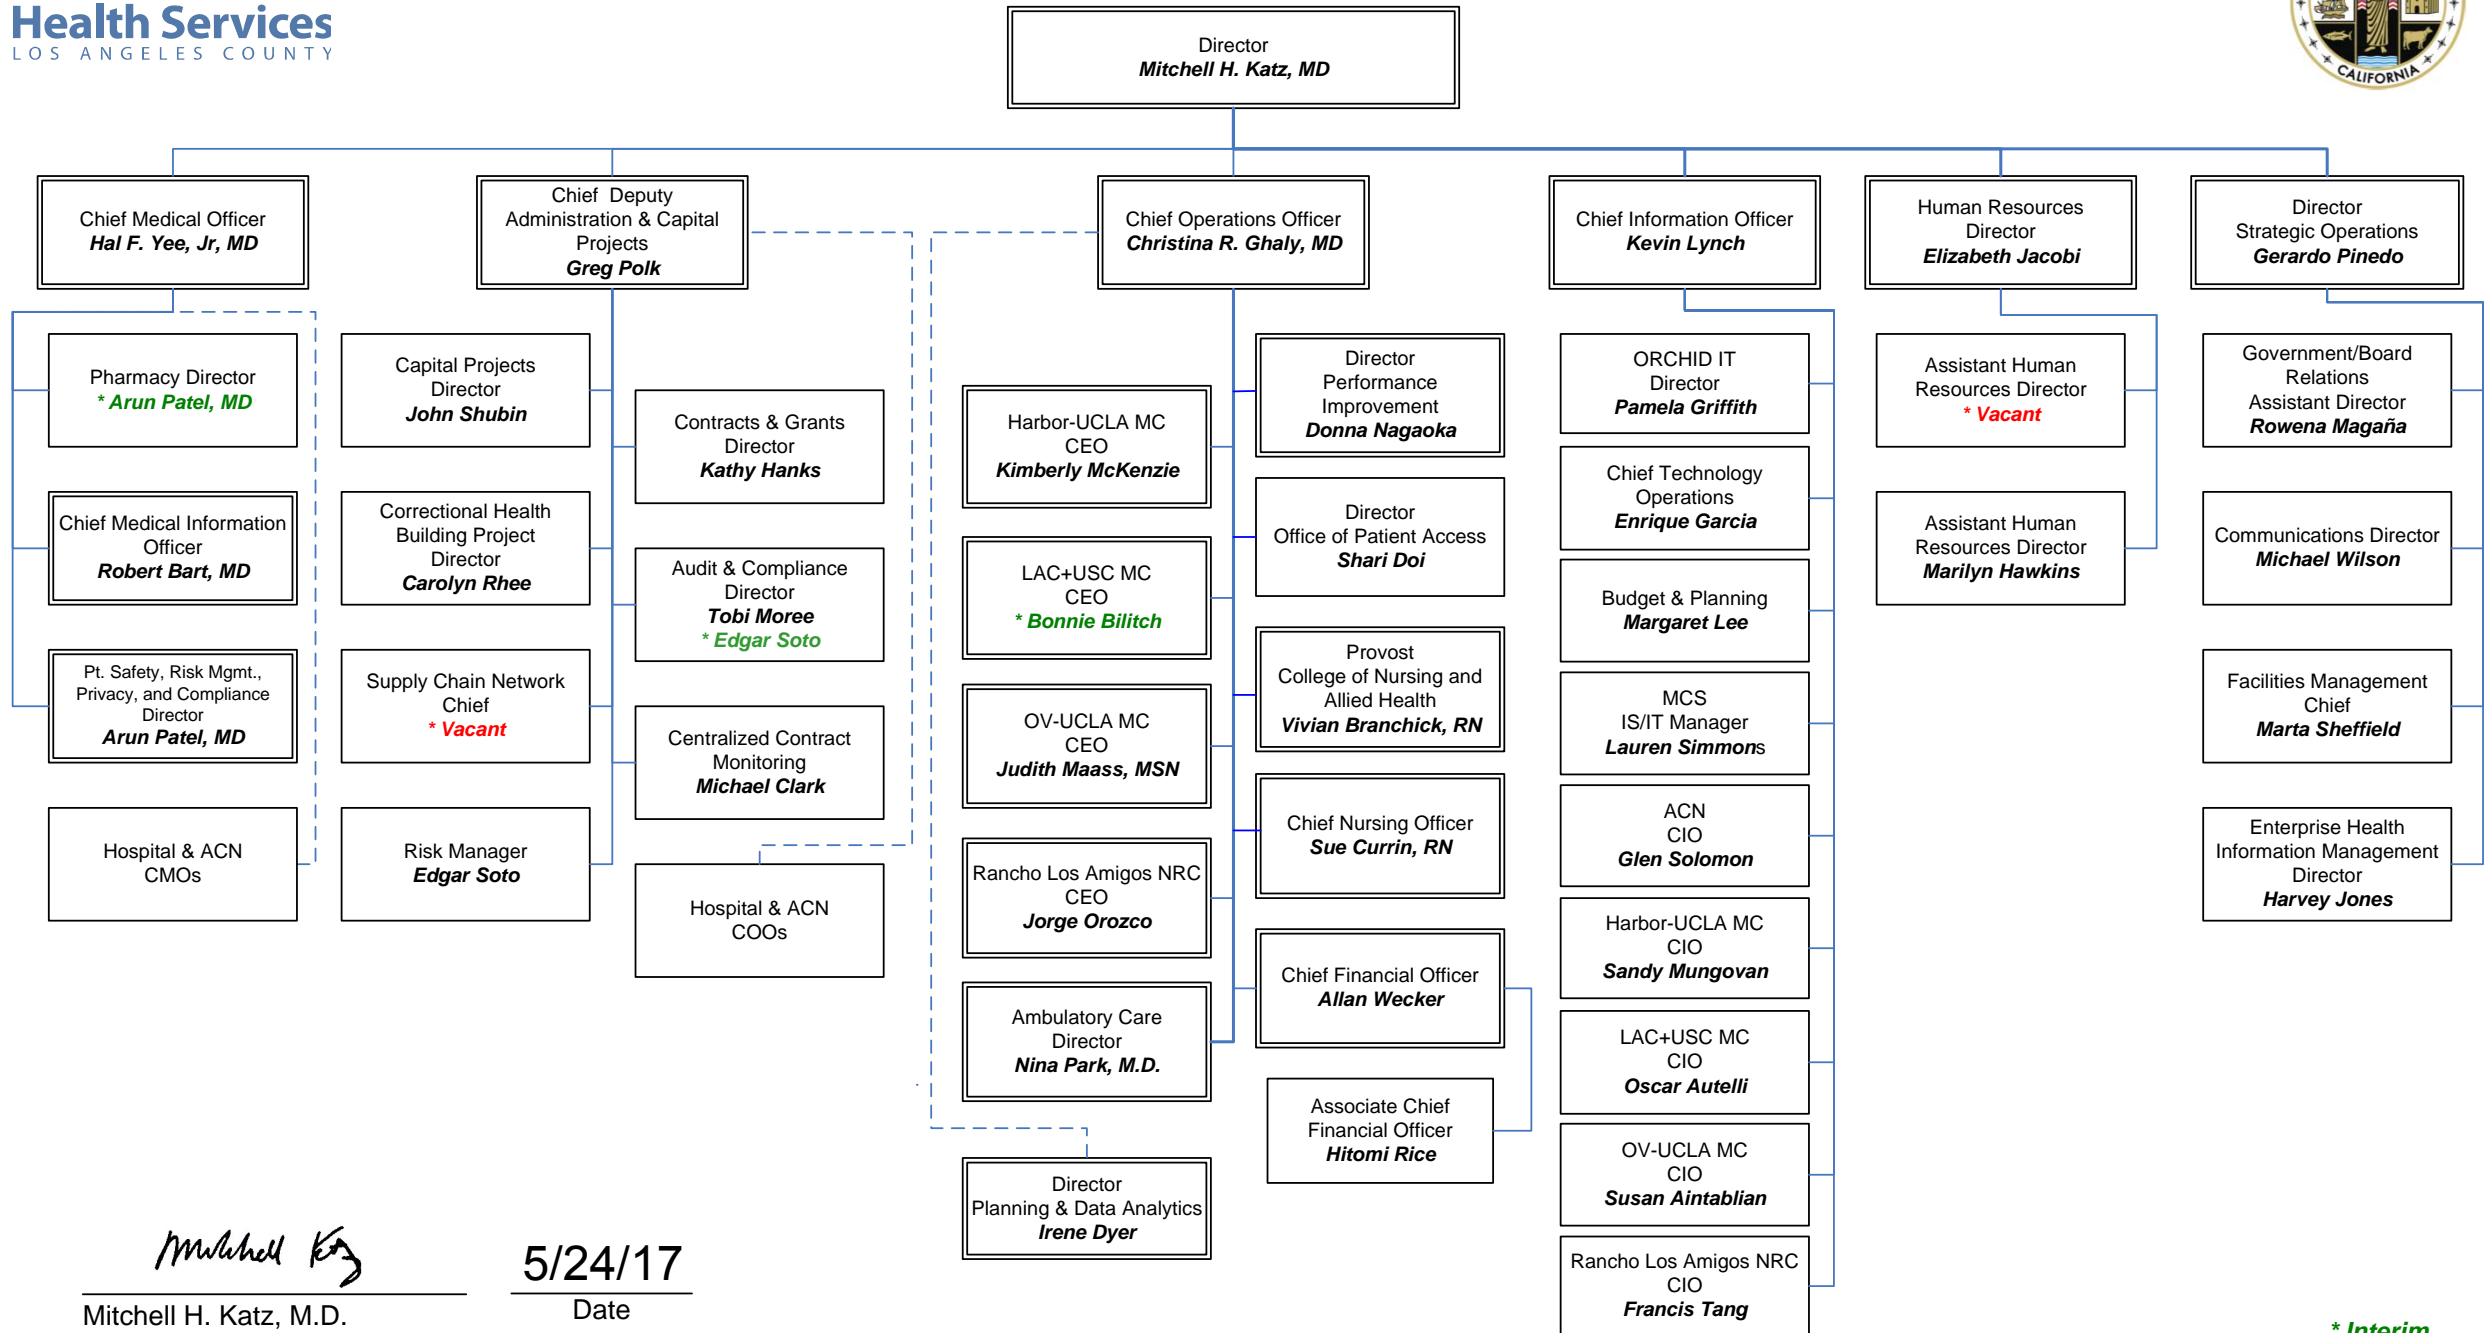 Health Services
LOS ANGELES COUNTY
CALIFORNIA
Director
Mitchell H. Katz, MD
Chief Medical Officer
Hal F. Yee, Jr, MD
Chief Deputy
Administration & Capital
Projects
Greg Polk
Chief Operations Officer
Christina R. Ghaly, MD
Chief Information Officer
Kevin Lynch
Human Resources
Director
Elizabeth Jacobi
Director
Strategic Operations
Gerardo Pinedo
Pharmacy Director
* Arun Patel, MD
Chief Medical Information
Officer
Robert Bart, MD
Pt. Safety, Risk Mgmt.,
Privacy, and Compliance
Director
Arun Patel, MD
Hospital & ACN
CMOs
Capital Projects
Director
John Shubin
Correctional Health
Building Project
Director
Carolyn Rhee
Supply Chain Network
Chief
* Vacant
Risk Manager
Edgar Soto
Contracts & Grants
Director
Kathy Hanks
Audit & Compliance
Director
Tobi Moree
* Edgar Soto
Centralized Contract
Monitoring
Michael Clark
Hospital & ACN
COOs
Harbor-UCLA MC
CEO
Kimberly McKenzie
LAC+USC MC
CEO
* Bonnie Bilitch
OV-UCLA MC
CEO
Judith Maass, MSN
Rancho Los Amigos NRC
CEO
Jorge Orozco
Ambulatory Care
Director
Nina Park, M.D.
Director
Planning & Data Analytics
Irene Dyer
Director
Performance
Improvement
Donna Nagaoka
Director
Office of Patient Access
Shari Doi
Provost
College of Nursing and
Allied Health
Vivian Branchick, RN
Chief Nursing Officer
Sue Currin, RN
Chief Financial Officer
Allan Wecker
Associate Chief
Financial Officer
Hitomi Rice
ORCHID IT
Director
Pamela Griffith
Chief Technology
Operations
Enrique Garcia
Budget & Planning
Margaret Lee
MCS
IS/IT Manager
Lauren Simmons
ACN
CIO
Glen Solomon
Harbor-UCLA MC
CIO
Sandy Mungovan
LAC+USC MC
CIO
Oscar Autelli
OV-UCLA MC
CIO
Susan Aintablian
Rancho Los Amigos NRC
CIO
Francis Tang
Assistant Human
Resources Director
* Vacant
Assistant Human
Resources Director
Marilyn Hawkins
Government/Board
Relations
Assistant Director
Rowena Magaña
Communications Director
Michael Wilson
Facilities Management
Chief
Marta Sheffield
Enterprise Health
Information Management
Director
Harvey Jones
Mitchell Katz
5/24/17
Mitchell H. Katz, M.D.
Date
* Interim